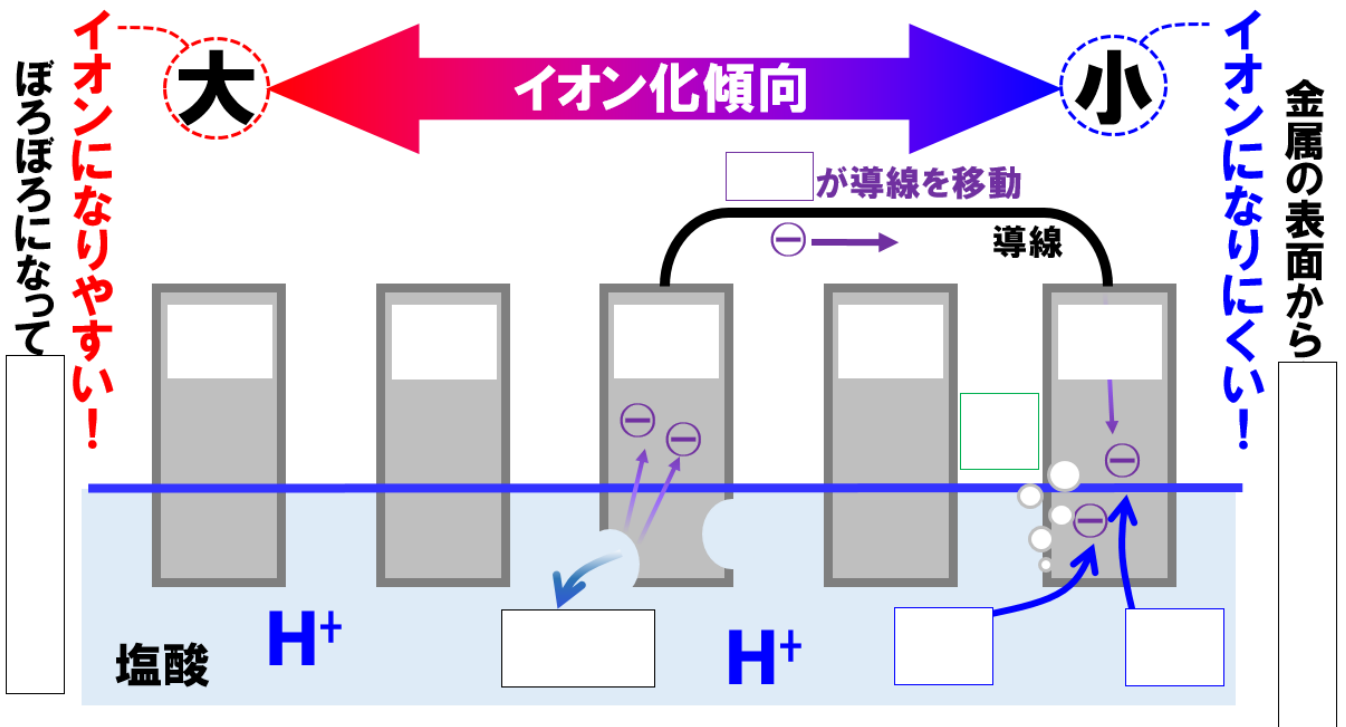 イオンになりやすい！
大
イオン化傾向
小
イオンになりにくい！
ぼろぼろになって
金属の表面から
が導線を移動
⊖
導線
⊖
⊖
⊖
⊖
塩酸
H⁺
H⁺